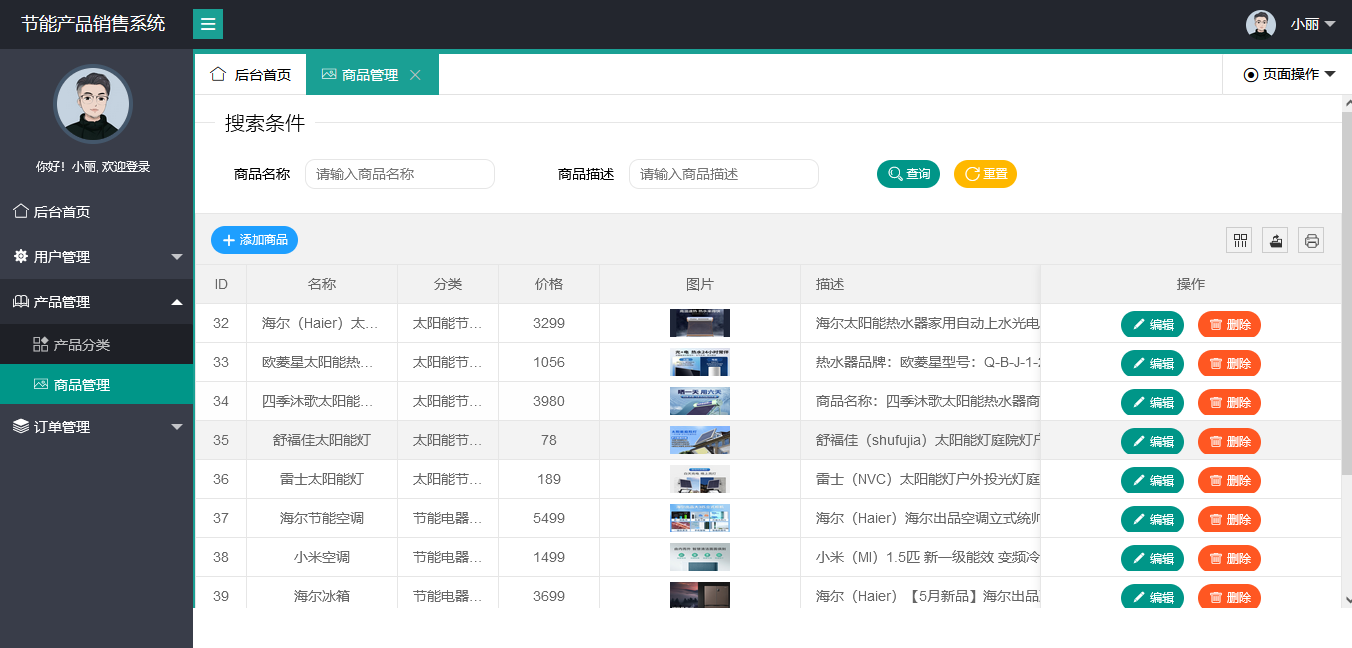 节能产品销售系统
小丽
你好！小丽, 欢迎登录
后台首页
用户管理
产品管理
产品分类
商品管理
订单管理
后台首页 商品管理 页面操作
搜索条件
商品名称 请输入商品名称 商品描述 请输入商品描述 查询 重置
添加商品
ID 名称 分类 价格 图片 描述 操作
32 海尔（Haier）太... 太阳能节... 3299 海尔太阳能热水器家用自动上水光电 编辑 删除
33 欧菱星太阳能热... 太阳能节... 1056 热水器品牌：欧菱星型号：Q-B-J-1- 编辑 删除
34 四季沐歌太阳能... 太阳能节... 3980 晒一天 用六天 商品名称：四季沐歌太阳能热水器商 编辑 删除
35 舒福佳太阳能灯 太阳能节... 78 舒福佳（shufujia）太阳能灯庭院灯 编辑 删除
36 雷士太阳能灯 太阳能节... 189 雷士（NVC）太阳能灯户外投光灯庭 编辑 删除
37 海尔节能空调 节能电器... 5499 海尔（Haier）海尔出品空调立式统帅 编辑 删除
38 小米空调 节能电器... 1499 小米（MI）1.5匹 新一级能效 变频冷 编辑 删除
39 海尔冰箱 节能电器... 3699 海尔（Haier）【5月新品】海尔出品 编辑 删除